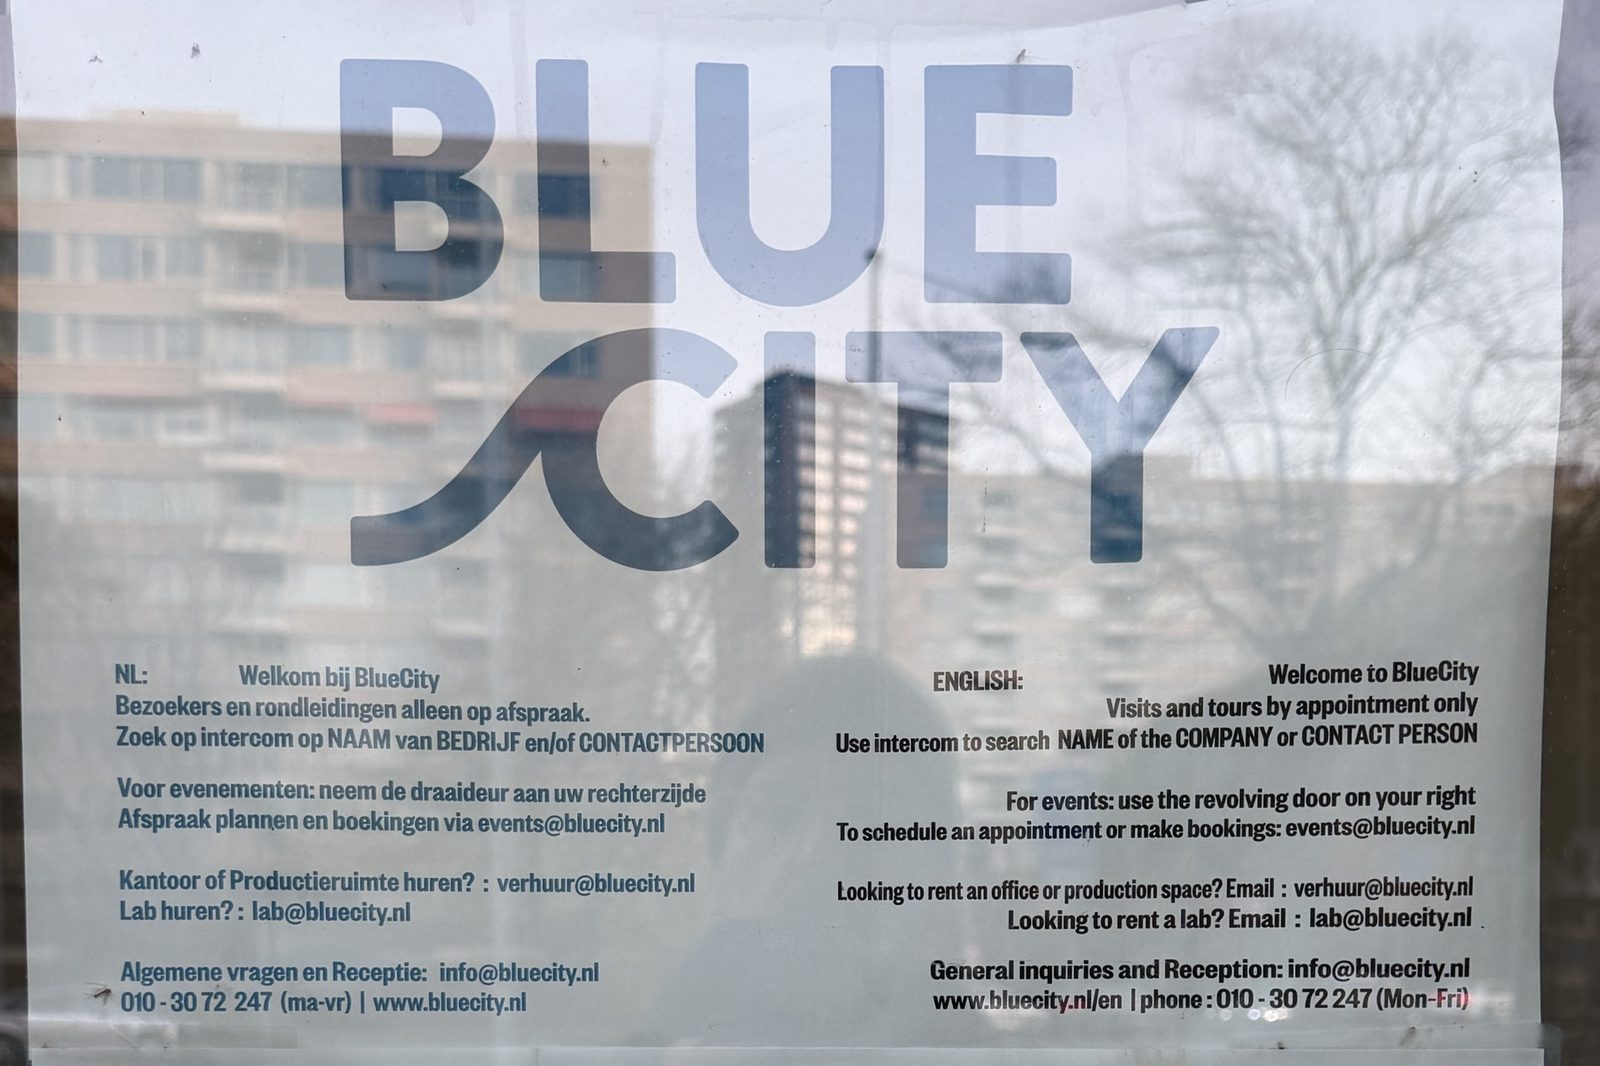 BLUE
CITY
NL: Welkom bij BlueCity
Bezoekers en rondleidingen alleen op afspraak.
Zoek op intercom op NAAM van BEDRIJF en/of CONTACTPERSOON
Voor evenementen: neem de draaideur aan uw rechterzijde
Afspraak plannen en boekingen via events@bluecity.nl
Kantoor of Productieruimte huren? : verhuur@bluecity.nl
Lab huren? : lab@bluecity.nl
Algemene vragen en Receptie: info@bluecity.nl
010 - 30 72 247 (ma-vr) | www.bluecity.nl
ENGLISH: Welcome to BlueCity
Visits and tours by appointment only
Use intercom to search NAME of the COMPANY or CONTACT PERSON
For events: use the revolving door on your right
To schedule an appointment or make bookings: events@bluecity.nl
Looking to rent an office or production space? Email : verhuur@bluecity.nl
Looking to rent a lab? Email : lab@bluecity.nl
General inquiries and Reception: info@bluecity.nl
www.bluecity.nl/en | phone : 010 - 30 72 247 (Mon-Fri)